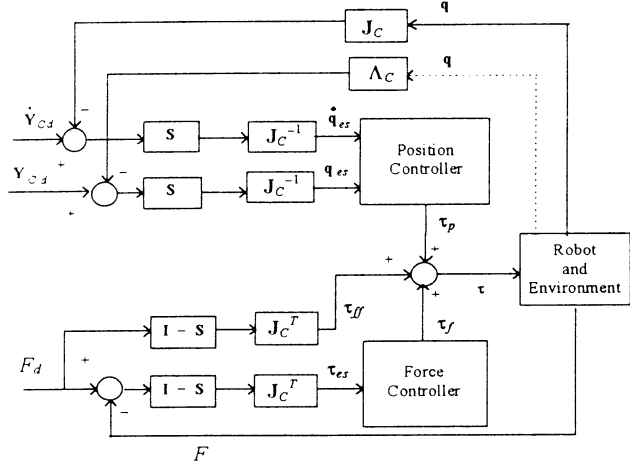 q
J_C
q
Λ_C
−
Ẏ_Cd
+
S
J_C⁻¹
q̇_es
Position
Controller
−
Y_Cd
+
S
J_C⁻¹
q_es
τ_p
+
+
τ
Robot
and
Environment
+
τ_ff
τ_f
I − S
J_C^T
F_d
+
−
I − S
J_C^T
τ_es
Force
Controller
F